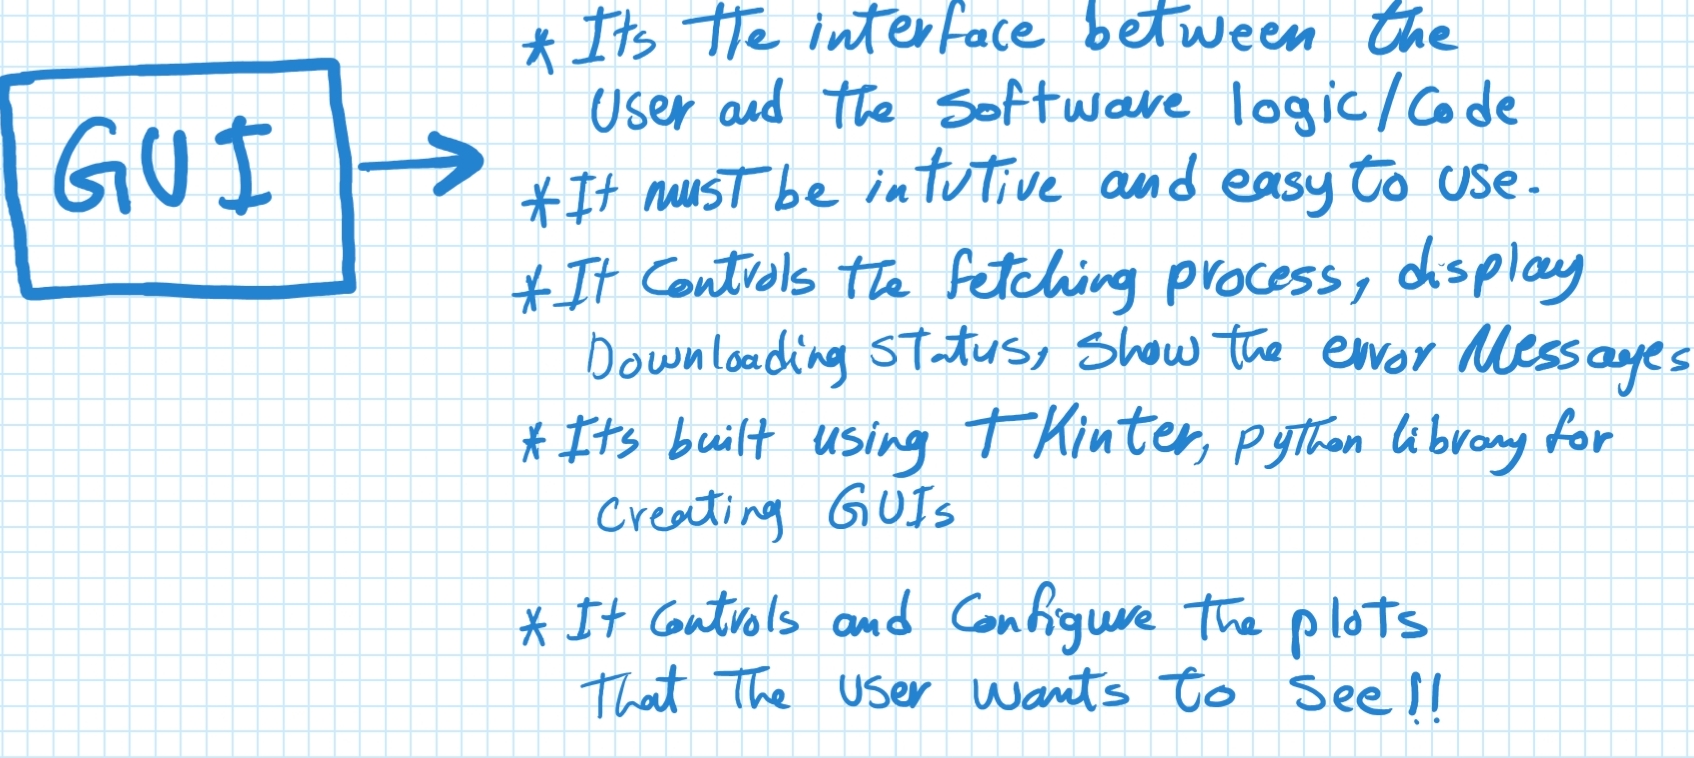 GUI
* Its The interface between the
User and the software logic/Code
* It must be intutive and easy to use.
* It Controls the fetching process, display
Downloading status, Show the error Messages
* Its built using TKinter, python library for
Creating GUIs
* It Controls and Configure the plots
That The user wants to see!!